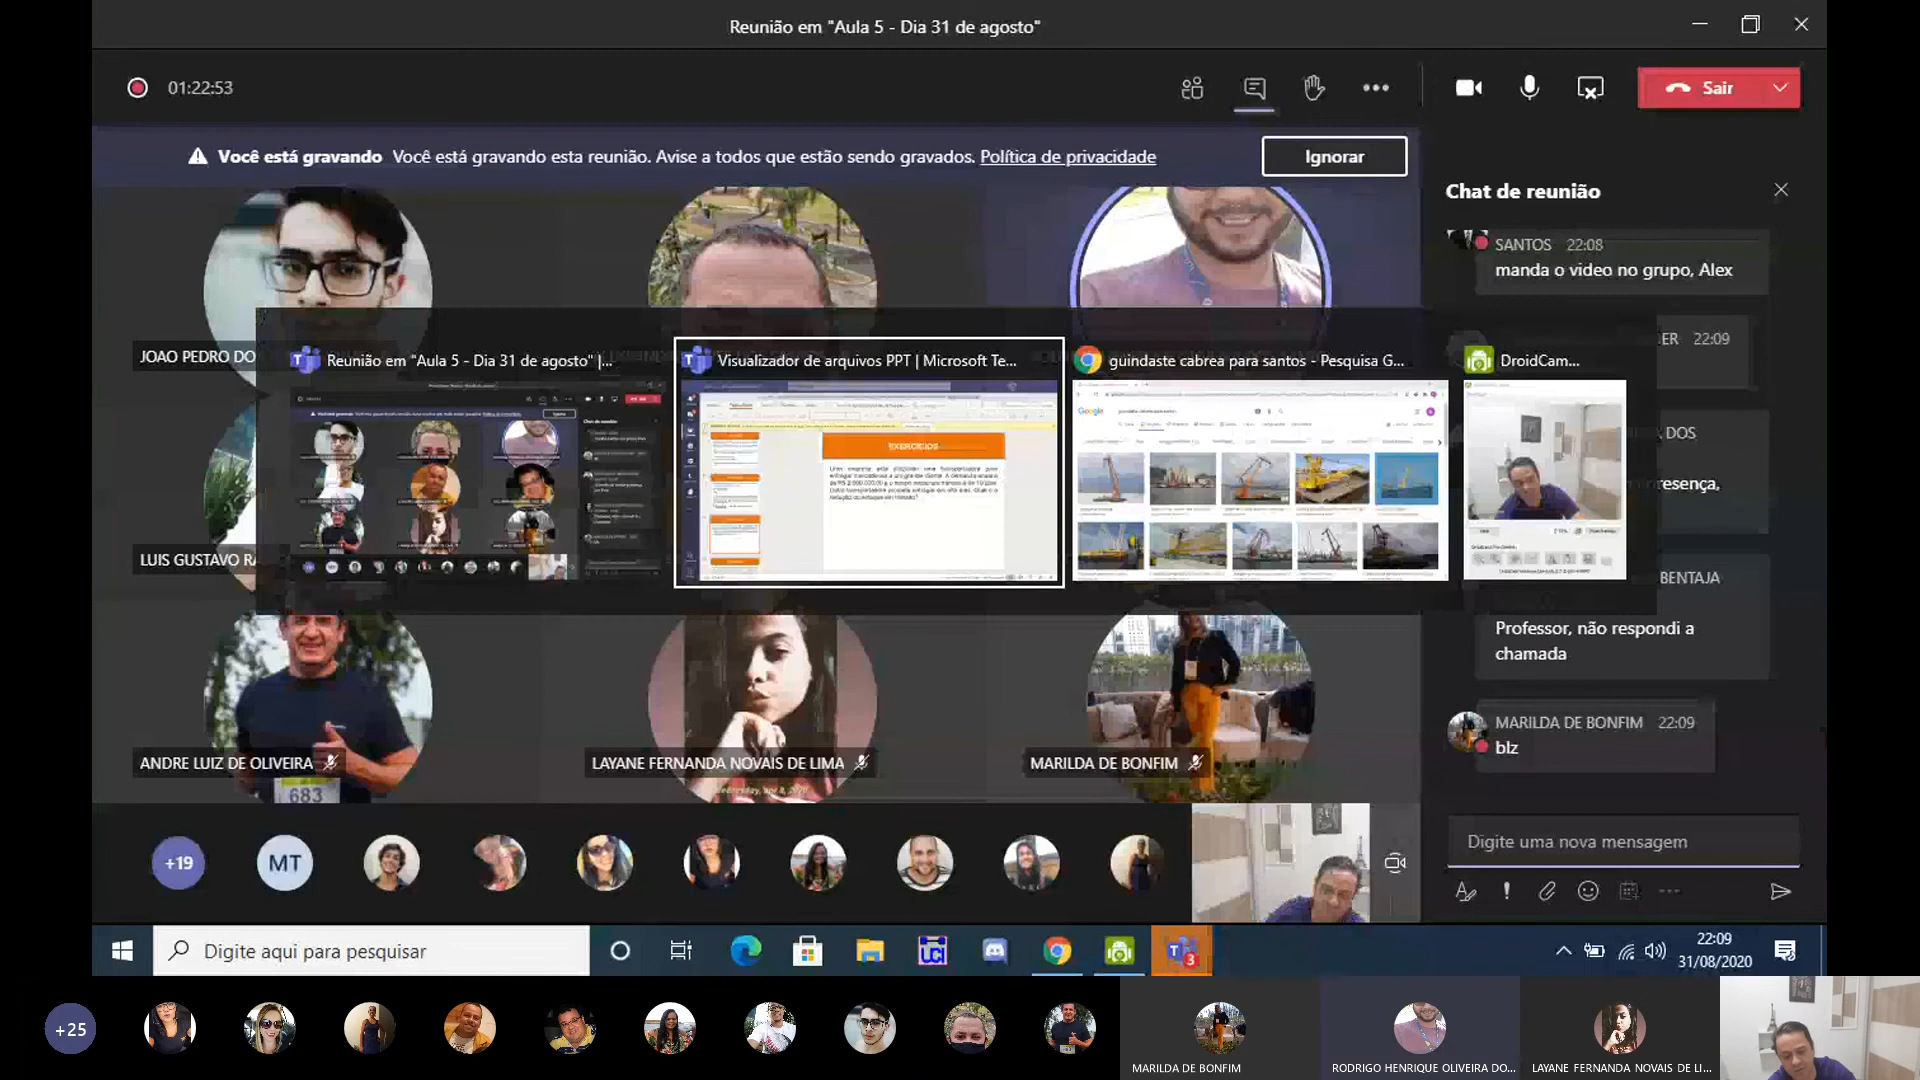 Reunião em "Aula 5 - Dia 31 de agosto"
01:22:53
Sair
Você está gravando Você está gravando esta reunião. Avise a todos que estão sendo gravados. Política de privacidade
Ignorar
Chat de reunião
SANTOS 22:08
manda o video no grupo, Alex
22:09
JOAO PEDRO DO
Reunião em "Aula 5 - Dia 31 de agosto" |...
Visualizador de arquivos PPT | Microsoft Te...
guindaste cabrea para santos - Pesquisa G...
DroidCam...
EXERCÍCIOS
Google
DOS
resença,
LUIS GUSTAVO RA
BENTAJA
Professor, não respondi a
chamada
MARILDA DE BONFIM 22:09
blz
683
ANDRE LUIZ DE OLIVEIRA
LAYANE FERNANDA NOVAIS DE LIMA
MARILDA DE BONFIM
+19
MT
Digite uma nova mensagem
Digite aqui para pesquisar
UCI
3
22:09
31/08/2020
+25
MARILDA DE BONFIM
RODRIGO HENRIQUE OLIVEIRA DO...
LAYANE FERNANDA NOVAIS DE LI...